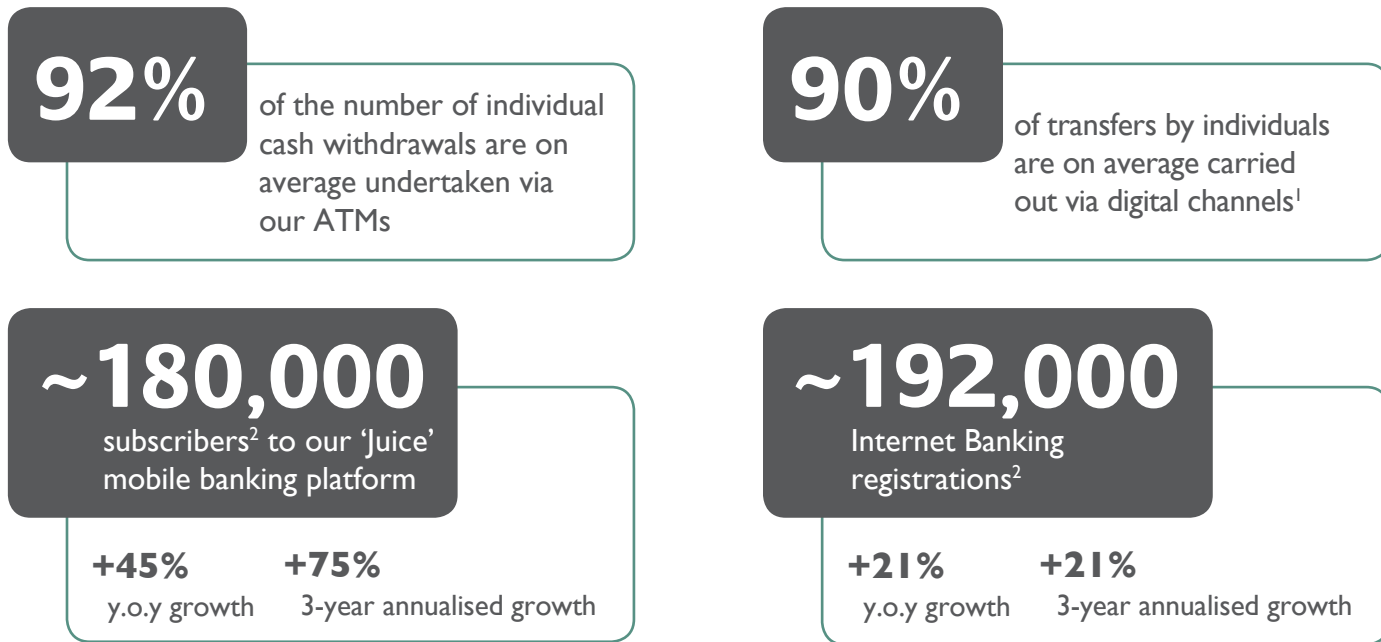 92%
of the number of individual
cash withdrawals are on
average undertaken via
our ATMs
90%
of transfers by individuals
are on average carried
out via digital channels¹
~180,000
subscribers² to our ‘Juice’
mobile banking platform
+45%
y.o.y growth
+75%
3-year annualised growth
~192,000
Internet Banking
registrations²
+21%
y.o.y growth
+21%
3-year annualised growth